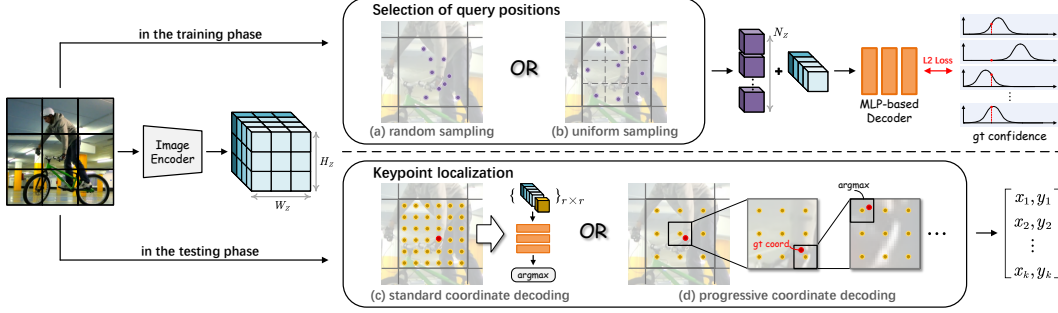 Selection of query positions
in the training phase
OR
(a) random sampling
(b) uniform sampling
N_Z
+
MLP-based
Decoder
L2 Loss
⋮
gt confidence
Image
Encoder
H_Z
W_Z
in the testing phase
Keypoint localization
{ }_{r×r}
argmax
OR
(c) standard coordinate decoding
gt coord
argmax
...
(d) progressive coordinate decoding
x_1, y_1
x_2, y_2
⋮
x_k, y_k